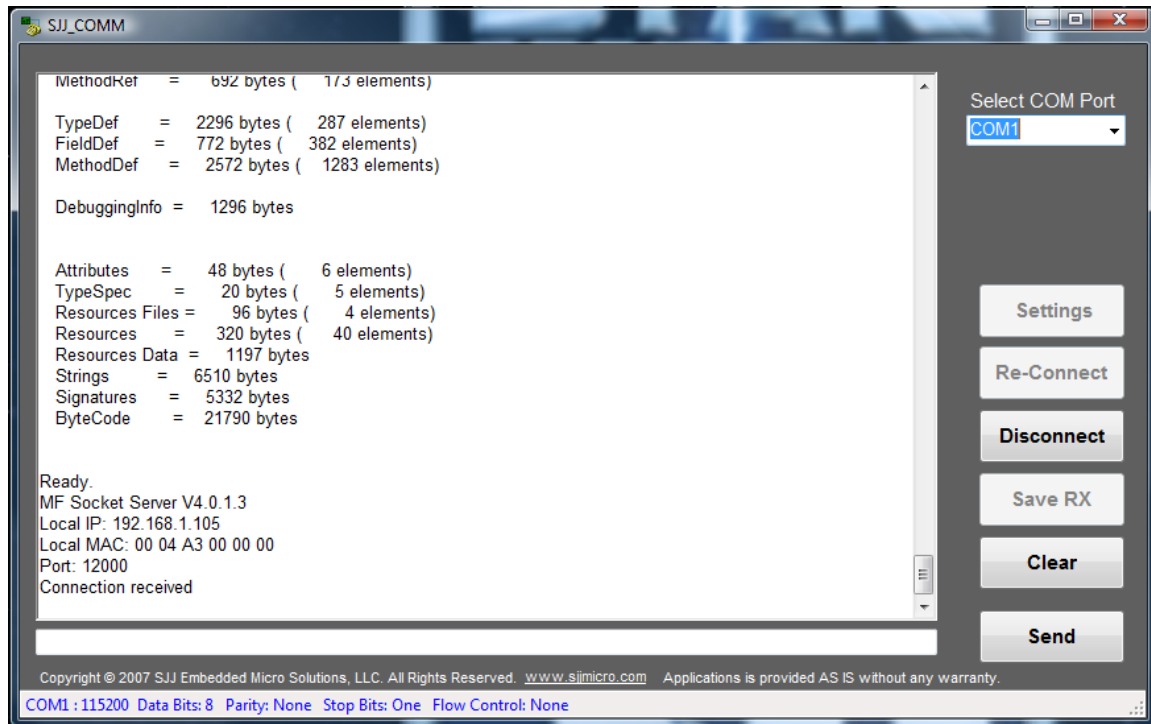 SJJ_COMM
MethodRef = 692 bytes ( 173 elements)
TypeDef = 2296 bytes ( 287 elements)
FieldDef = 772 bytes ( 382 elements)
MethodDef = 2572 bytes ( 1283 elements)
DebuggingInfo = 1296 bytes
Attributes = 48 bytes ( 6 elements)
TypeSpec = 20 bytes ( 5 elements)
Resources Files = 96 bytes ( 4 elements)
Resources = 320 bytes ( 40 elements)
Resources Data = 1197 bytes
Strings = 6510 bytes
Signatures = 5332 bytes
ByteCode = 21790 bytes
Ready.
MF Socket Server V4.0.1.3
Local IP: 192.168.1.105
Local MAC: 00 04 A3 00 00 00
Port: 12000
Connection received
Select COM Port
COM1
Settings
Re-Connect
Disconnect
Save RX
Clear
Send
Copyright © 2007 SJJ Embedded Micro Solutions, LLC. All Rights Reserved. www.sjjmicro.com Applications is provided AS IS without any warranty.
COM1 : 115200 Data Bits: 8 Parity: None Stop Bits: One Flow Control: None